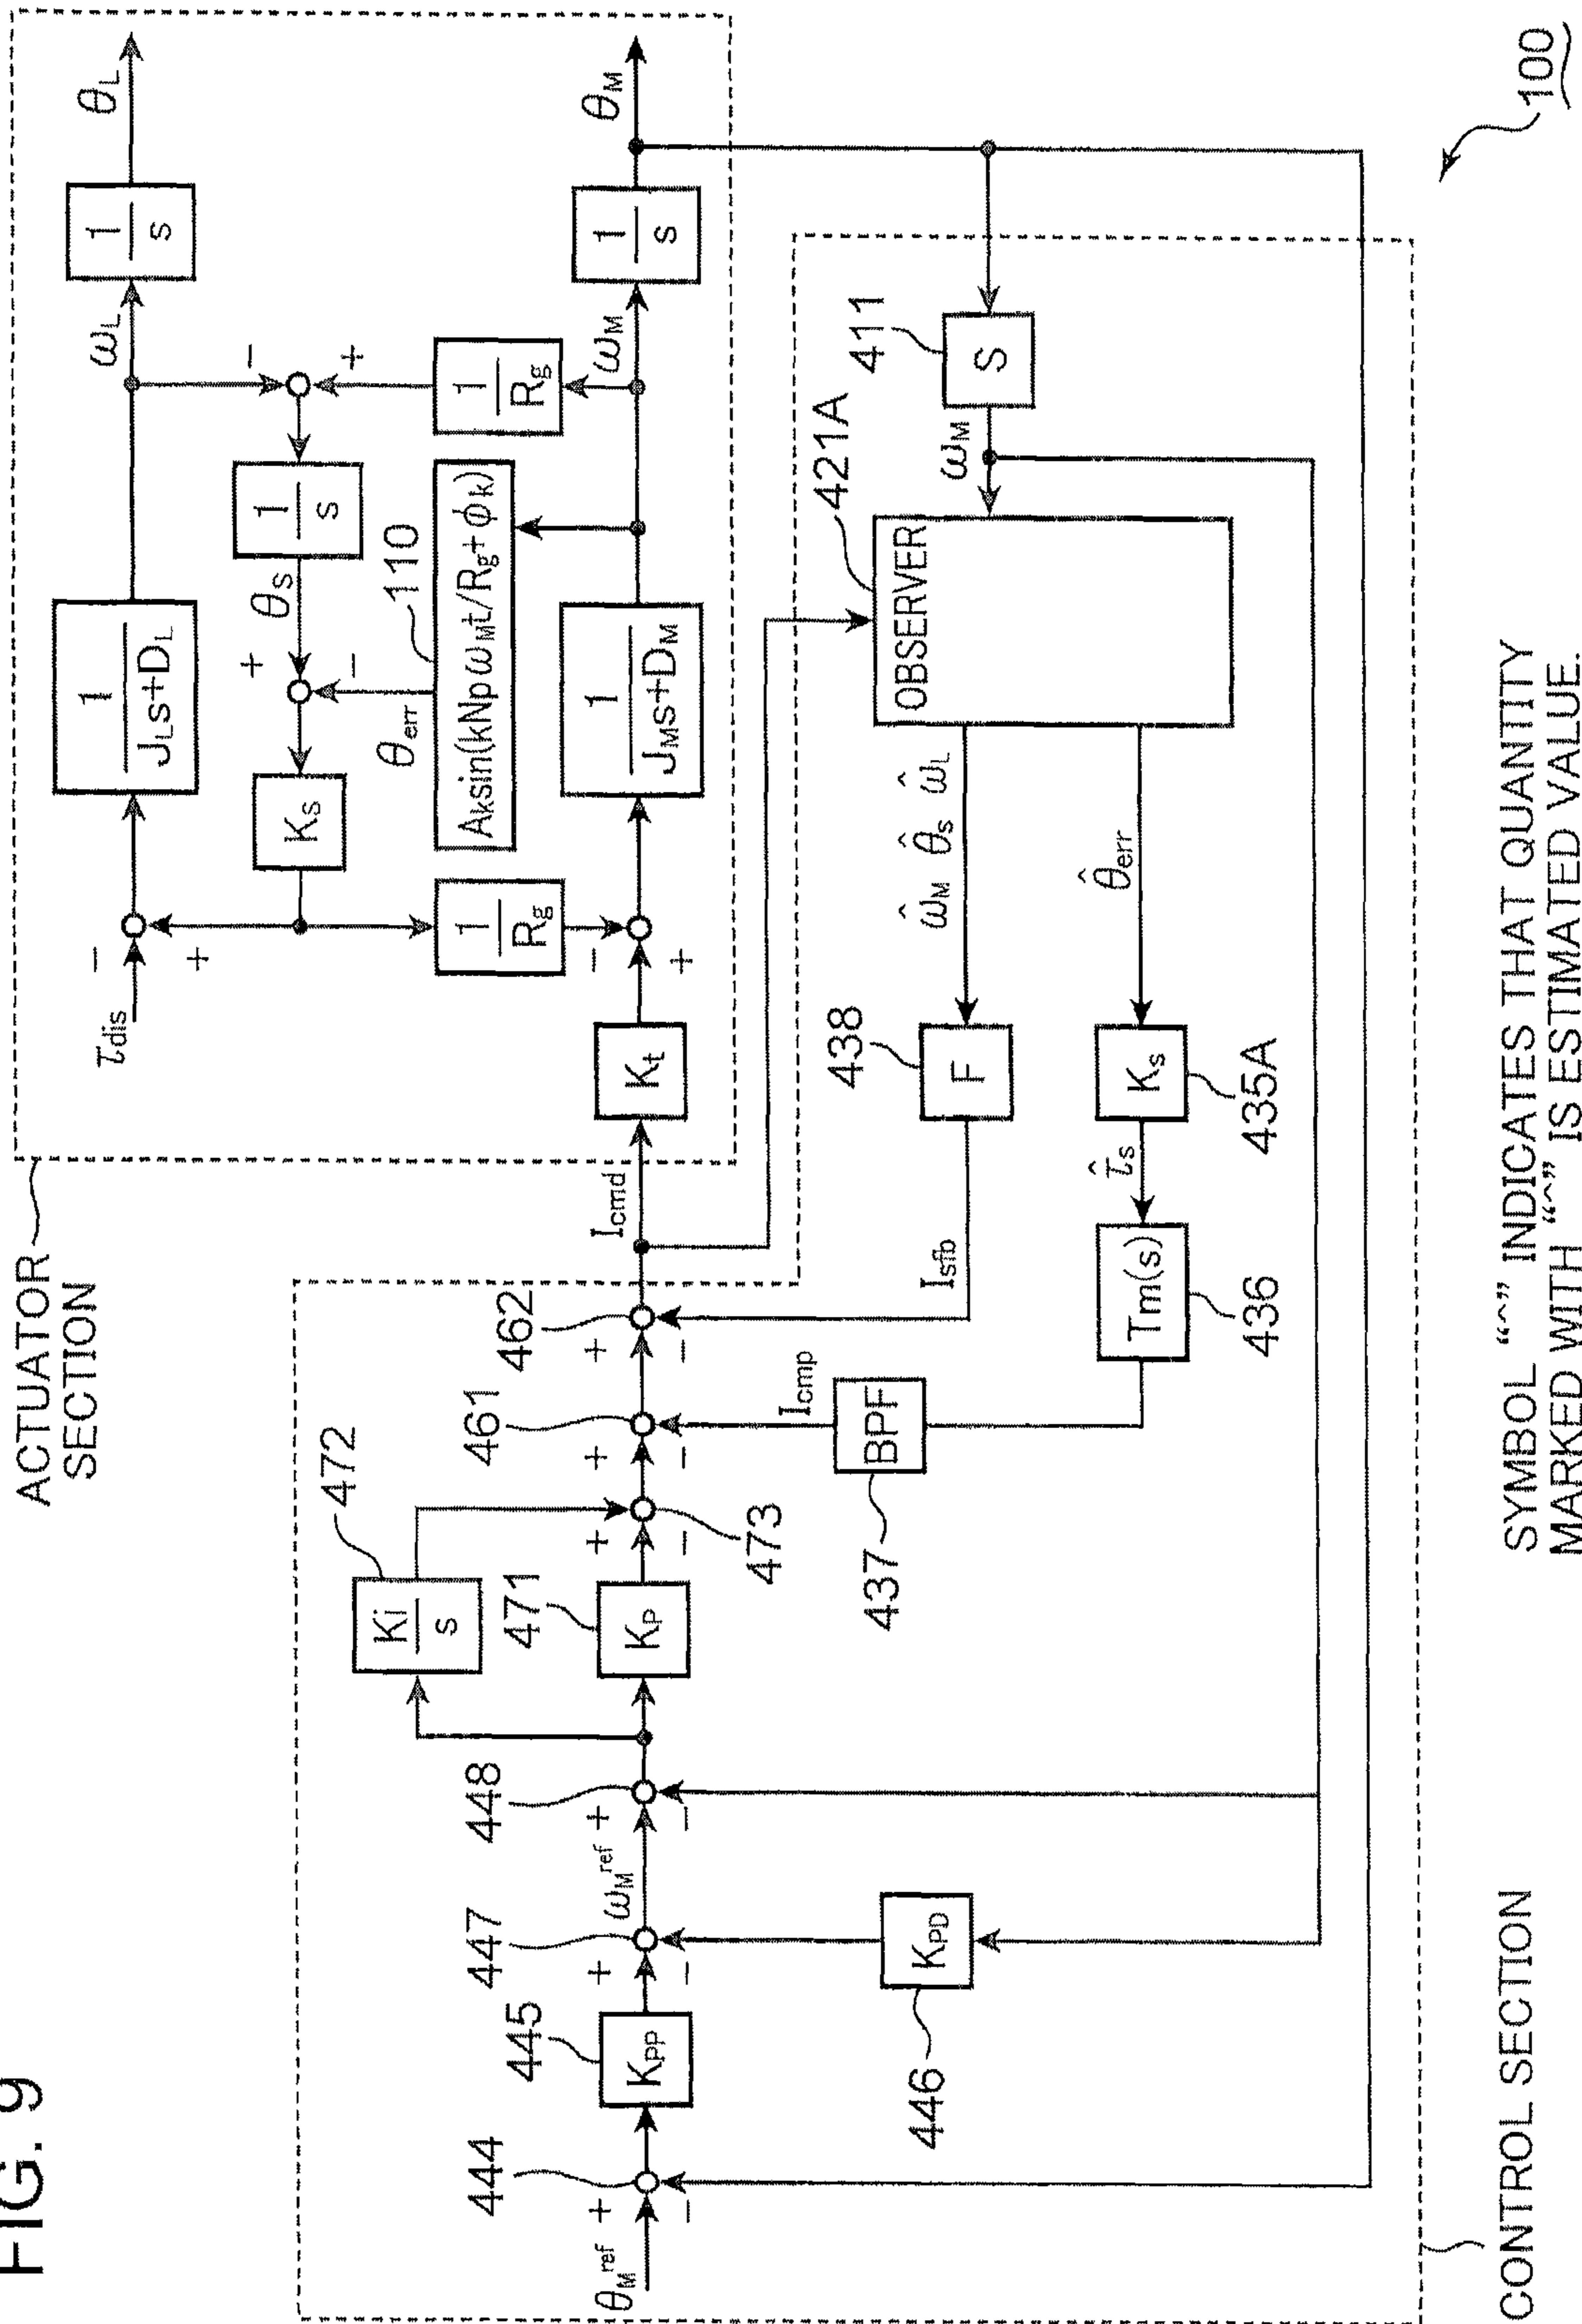 FIG. 9
ACTUATOR
SECTION
τdis
−
+
1
JLs+DL
ωL
1
s
θL
Ks
+
−
θs
1
s
−
+
θerr
110
Aksin(kNpωMt/Rg+ϕk)
1
Rg
1
Rg
−
+
Kt
1
JMs+DM
ωM
1
s
θM
θMref
+
−
444
KPP
445
+
−
447
ωMref
+
−
448
Ki
s
472
KP
471
+
−
473
+
−
461
+
−
462
Icmd
KPD
446
BPF
437
Icmp
Isfb
F
438
ω̂M θ̂s ω̂L
OBSERVER
421A
ωM
S
411
Tm(s)
436
τ̂s
Ks
435A
θ̂err
100
CONTROL SECTION
SYMBOL “^” INDICATES THAT QUANTITY
MARKED WITH “^” IS ESTIMATED VALUE.